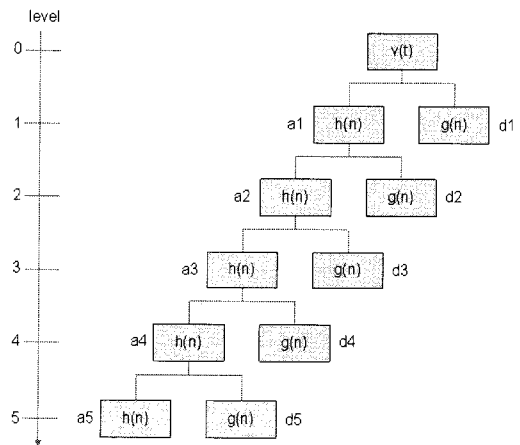 level
0 v(t)
1 a1 h(n) g(n) d1
2 a2 h(n) g(n) d2
3 a3 h(n) g(n) d3
4 a4 h(n) g(n) d4
5 a5 h(n) g(n) d5